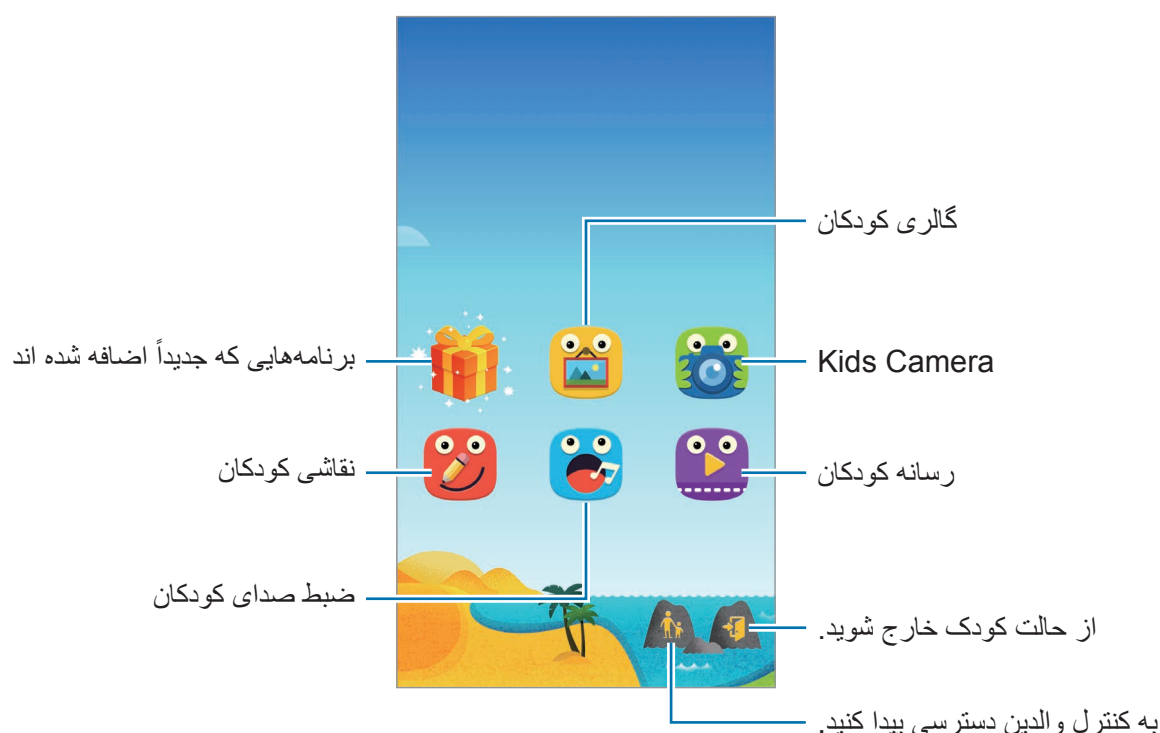 گالری کودکان
Kids Camera
برنامه‌هایی که جدیداً اضافه شده اند
رسانه کودکان
نقاشی کودکان
ضبط صدای کودکان
از حالت کودک خارج شوید.
به کنترل والدین دسترسی پیدا کنید.